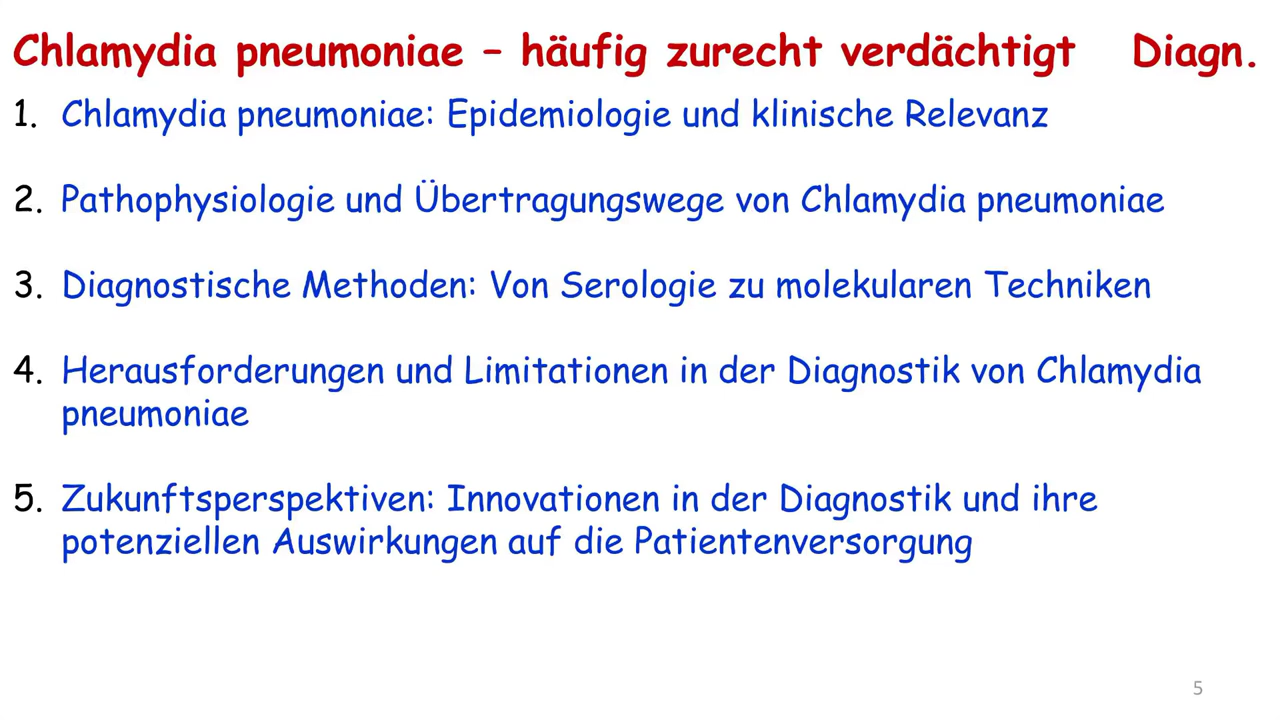 Chlamydia pneumoniae – häufig zurecht verdächtigt Diagn.
1. Chlamydia pneumoniae: Epidemiologie und klinische Relevanz
2. Pathophysiologie und Übertragungswege von Chlamydia pneumoniae
3. Diagnostische Methoden: Von Serologie zu molekularen Techniken
4. Herausforderungen und Limitationen in der Diagnostik von Chlamydia
pneumoniae
5. Zukunftsperspektiven: Innovationen in der Diagnostik und ihre
potenziellen Auswirkungen auf die Patientenversorgung
5